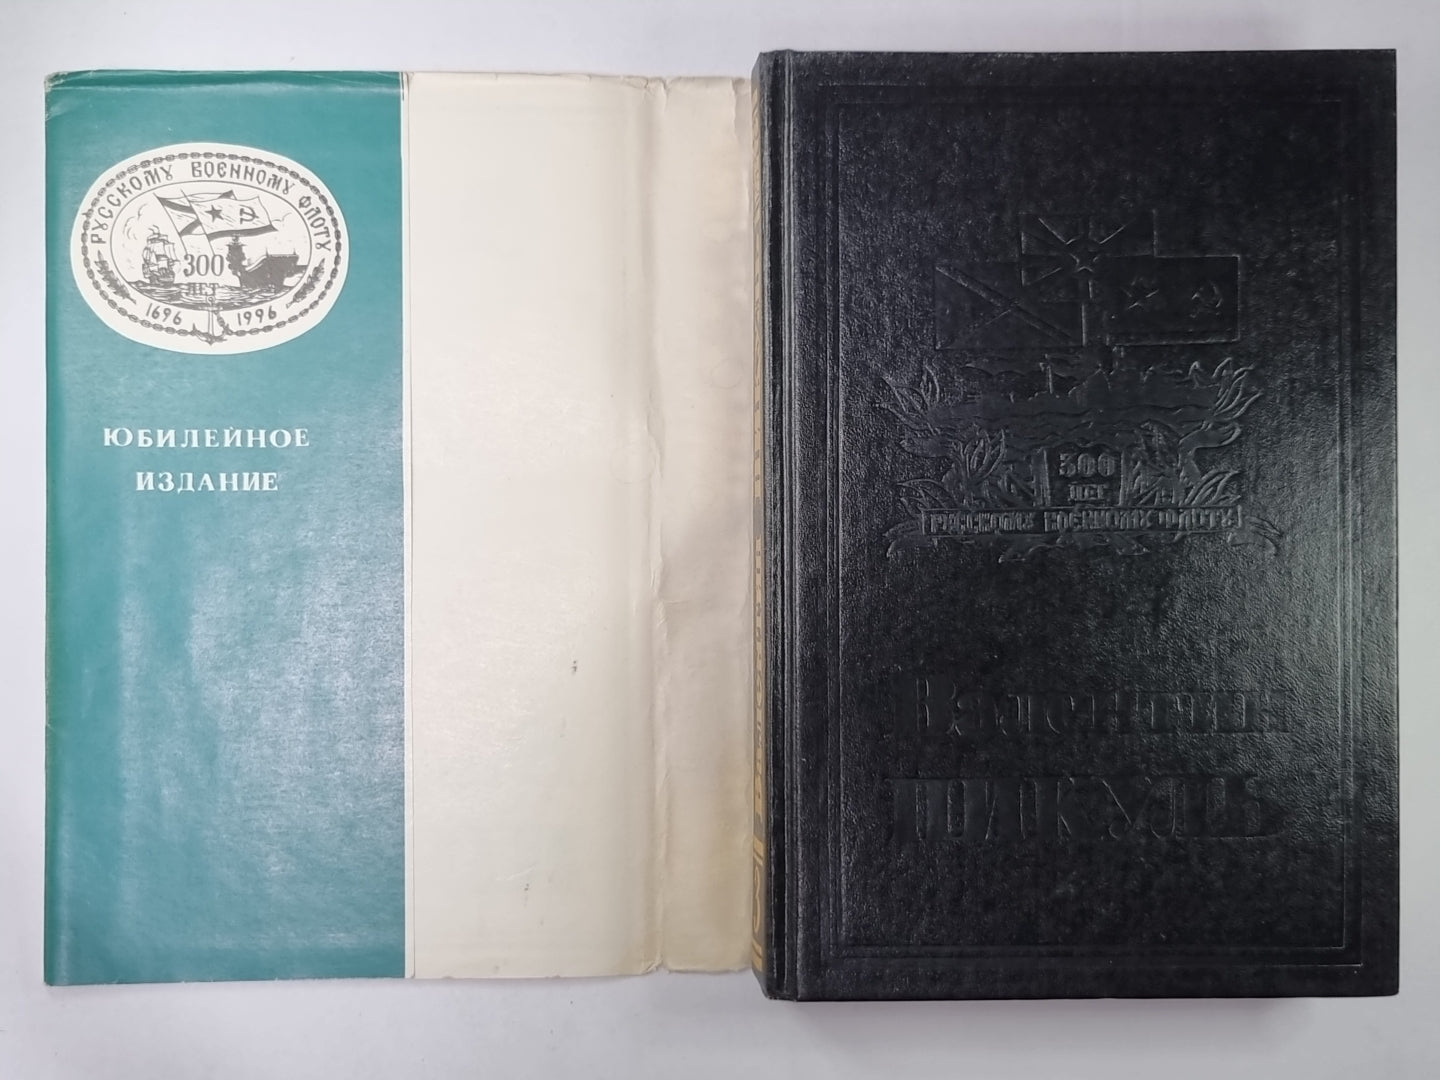 РУССКОМУ ВОЕННОМУ ФЛОТУ
300
ЛЕТ
1696 1996
ЮБИЛЕЙНОЕ
ИЗДАНИЕ
300
ЛЕТ
РУССКОМУ ВОЕННОМУ ФЛОТУ
Валентин
ПИКУЛЬ